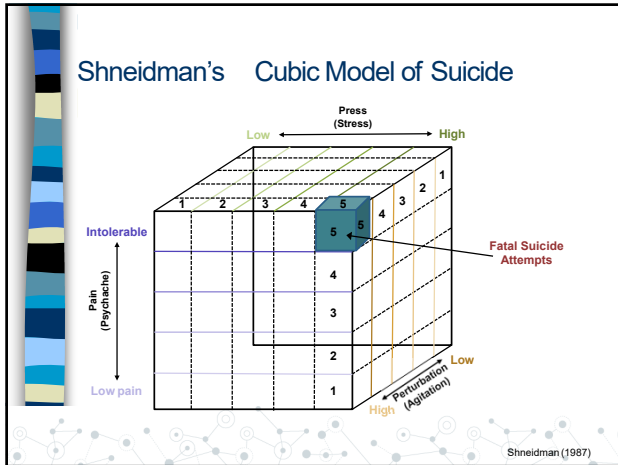 Shneidman's Cubic Model of Suicide
Press
(Stress)
Low
High
1 2 3 4 5
5 4 3 2 1
Intolerable
5
4
3
2
1
Pain
(Psychache)
Low pain
Fatal Suicide
Attempts
Low
Perturbation
(Agitation)
High
Shneidman (1987)